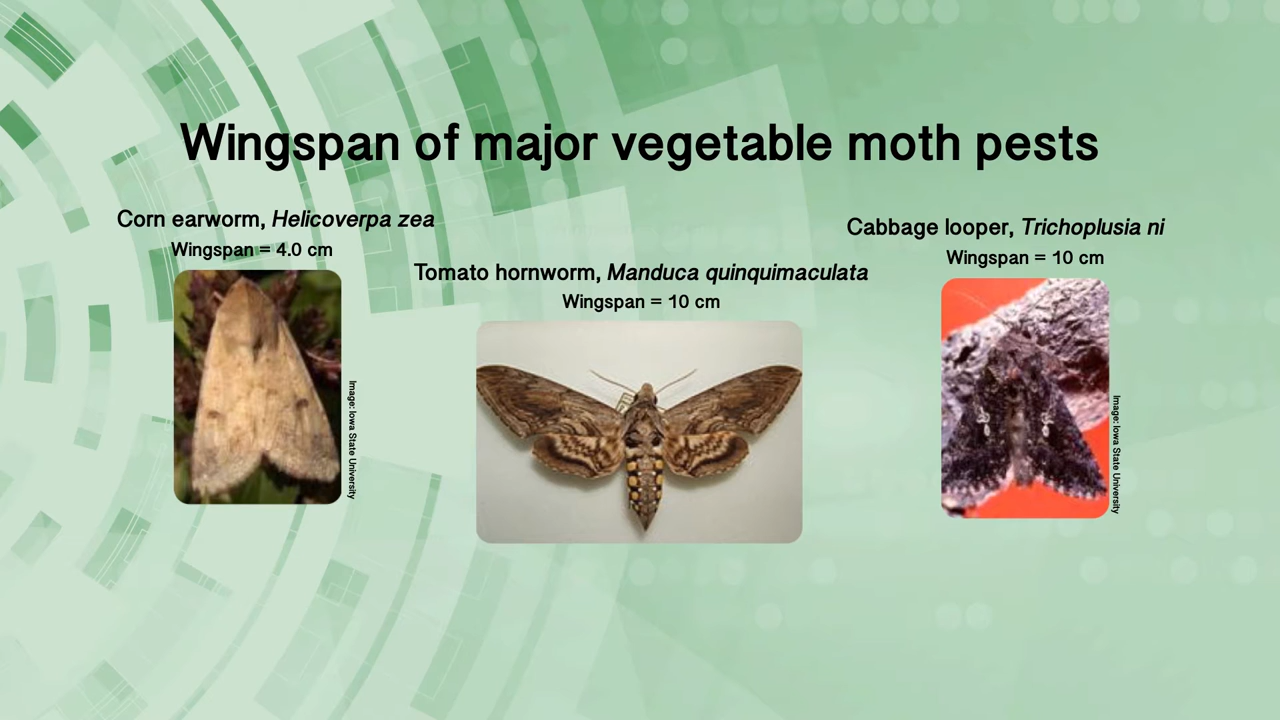 Wingspan of major vegetable moth pests
Corn earworm, Helicoverpa zea
Wingspan = 4.0 cm
Image: Iowa State University
Tomato hornworm, Manduca quinquimaculata
Wingspan = 10 cm
Cabbage looper, Trichoplusia ni
Wingspan = 10 cm
Image: Iowa State University